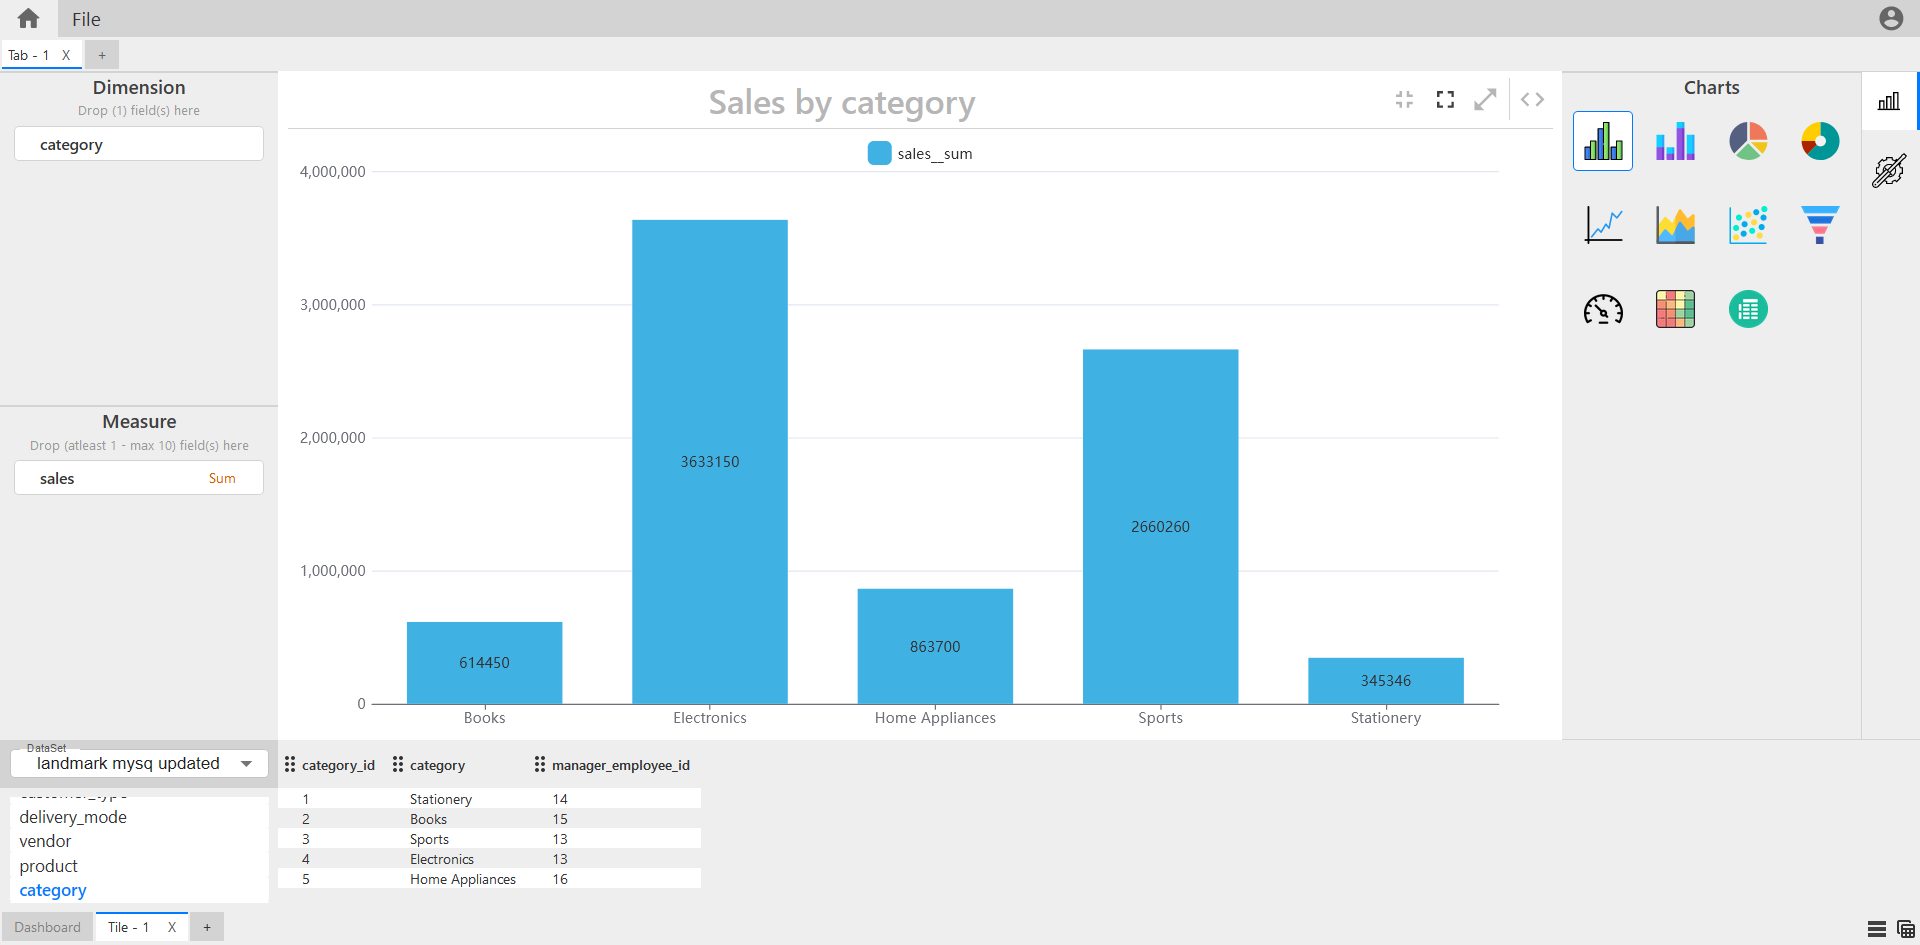 File
Tab - 1 X +
Dimension
Drop (1) field(s) here
category
Measure
Drop (atleast 1 - max 10) field(s) here
sales Sum
Sales by category
sales__sum
4,000,000
3,000,000
2,000,000
1,000,000
0
614450
3633150
863700
2660260
345346
Books
Electronics
Home Appliances
Sports
Stationery
Charts
DataSet
landmark mysq updated
delivery_mode
vendor
product
category
category_id category manager_employee_id
1 Stationery 14
2 Books 15
3 Sports 13
4 Electronics 13
5 Home Appliances 16
Dashboard Tile - 1 X +